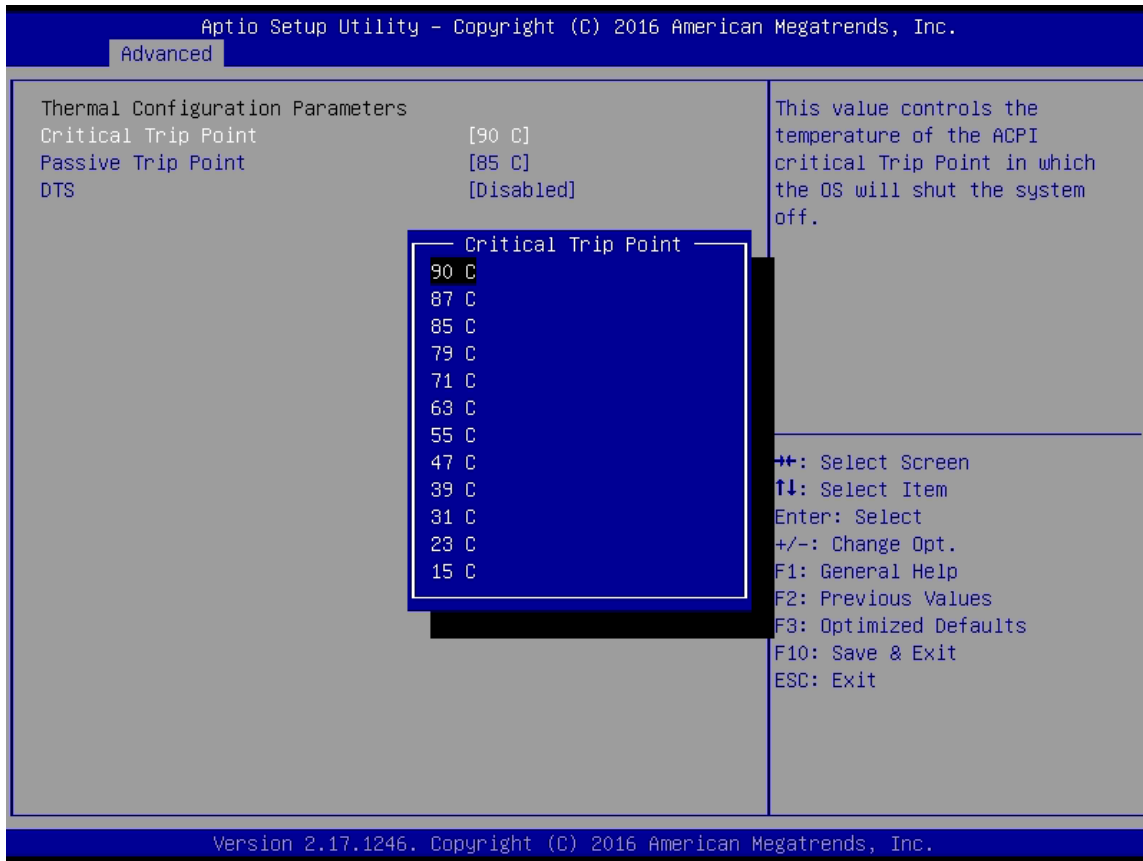 Aptio Setup Utility – Copyright (C) 2016 American Megatrends, Inc.
Advanced
Thermal Configuration Parameters
Critical Trip Point [90 C]
Passive Trip Point [85 C]
DTS [Disabled]
Critical Trip Point
90 C
87 C
85 C
79 C
71 C
63 C
55 C
47 C
39 C
31 C
23 C
15 C
This value controls the
temperature of the ACPI
critical Trip Point in which
the OS will shut the system
off.
→←: Select Screen
↑↓: Select Item
Enter: Select
+/-: Change Opt.
F1: General Help
F2: Previous Values
F3: Optimized Defaults
F10: Save & Exit
ESC: Exit
Version 2.17.1246. Copyright (C) 2016 American Megatrends, Inc.